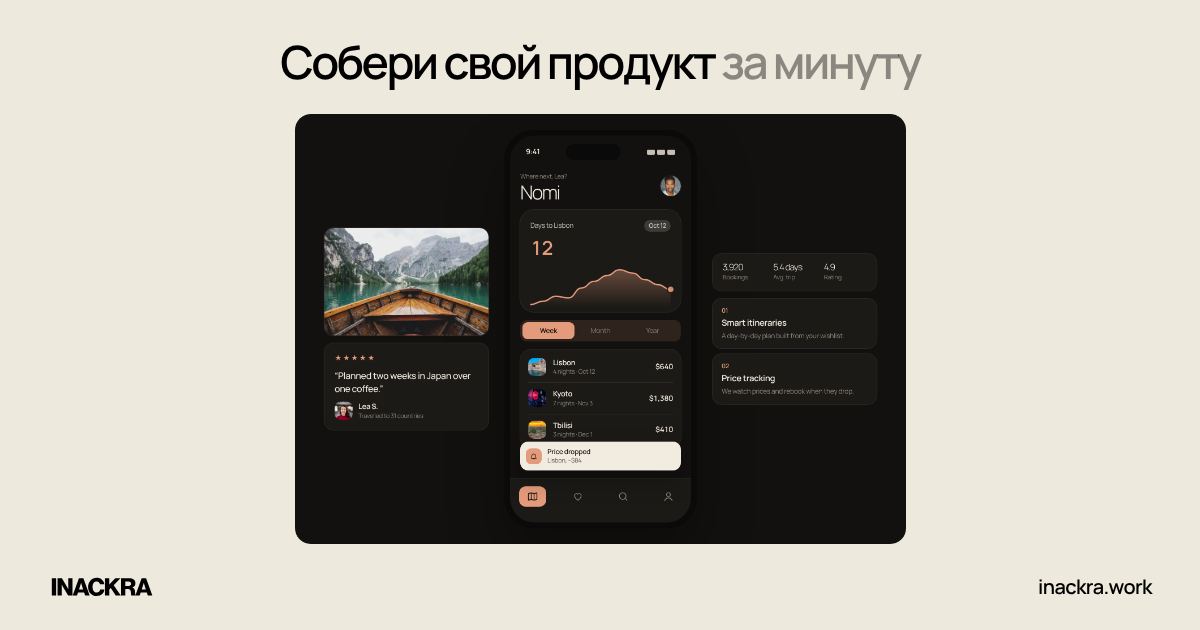 Собери свой продукт за минуту
9:41
Where next, Lea?
Nomi
Days to Lisbon
Oct 12
12
Week
Month
Year
Lisbon
4 nights · Oct 12
$640
Kyoto
7 nights · Nov 3
$1,380
Tbilisi
3 nights · Dec 1
$410
Price dropped
Lisbon, −$84
★★★★★
“Planned two weeks in Japan over
one coffee.”
Lea S.
Traveled to 31 countries
3,920
Bookings
5.4 days
Avg. trip
4.9
Rating
01
Smart itineraries
A day-by-day plan built from your wishlist.
02
Price tracking
We watch prices and rebook when they drop.
INACKRA
inackra.work